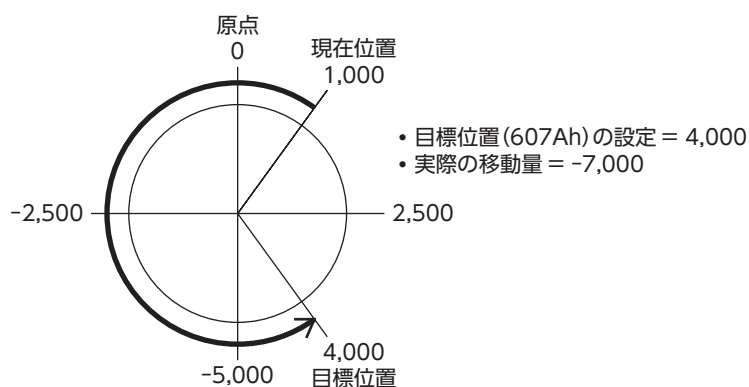 原点
0
現在位置
1,000
• 目標位置(607Ah)の設定 = 4,000
• 実際の移動量 = -7,000
-2,500
2,500
4,000
目標位置
-5,000